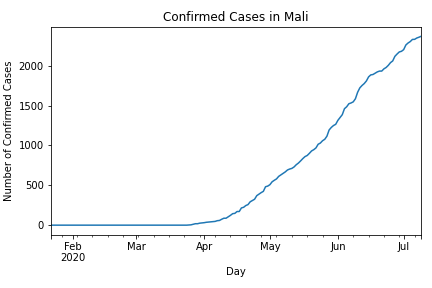 Confirmed Cases in Mali
Number of Confirmed Cases
2000
1500
1000
500
0
Feb Mar Apr May Jun Jul
2020
Day